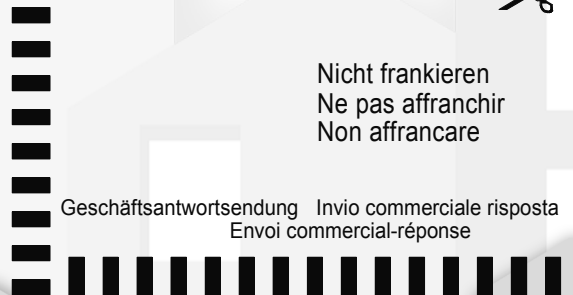 Nicht frankieren
Ne pas affranchir
Non affrancare
Geschäftsantwortsendung Invio commerciale risposta
Envoi commercial-réponse